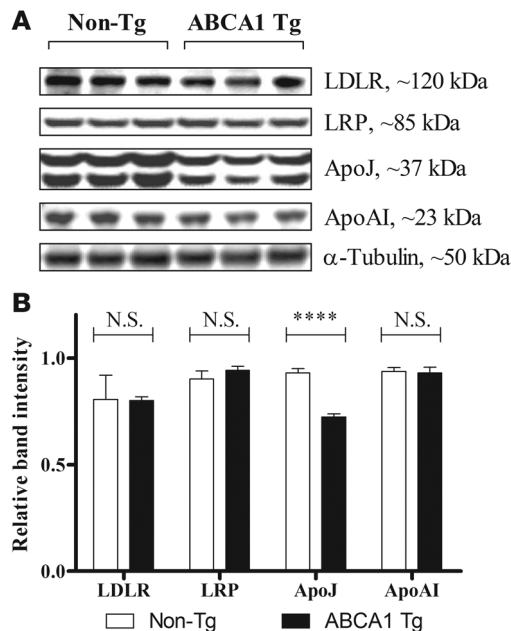 A
Non-Tg ABCA1 Tg
LDLR, ~120 kDa
LRP, ~85 kDa
ApoJ, ~37 kDa
ApoAI, ~23 kDa
α-Tubulin, ~50 kDa
B
N.S. N.S. **** N.S.
Relative band intensity
1.0
0.5
0.0
LDLR LRP ApoJ ApoAI
Non-Tg ABCA1 Tg